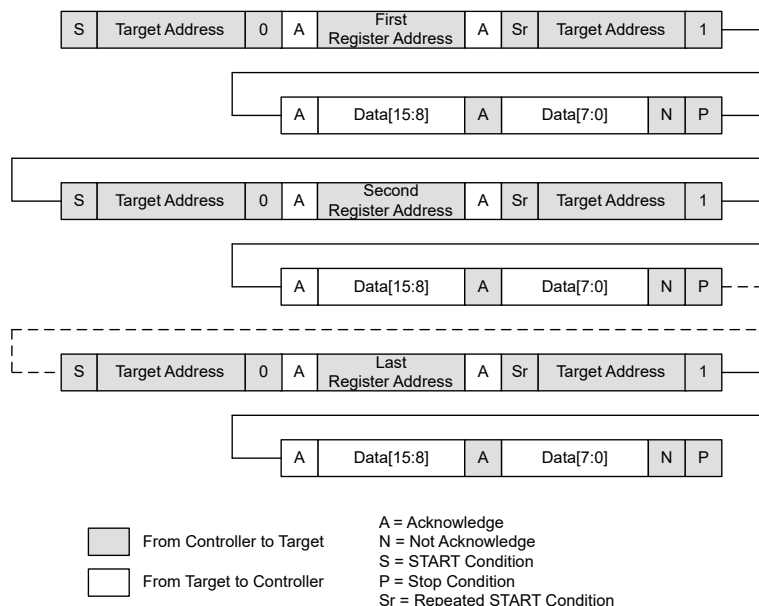 S Target Address 0 A First Register Address A Sr Target Address 1
A Data[15:8] A Data[7:0] N P
S Target Address 0 A Second Register Address A Sr Target Address 1
A Data[15:8] A Data[7:0] N P
S Target Address 0 A Last Register Address A Sr Target Address 1
A Data[15:8] A Data[7:0] N P
From Controller to Target
From Target to Controller
A = Acknowledge
N = Not Acknowledge
S = START Condition
P = Stop Condition
Sr = Repeated START Condition